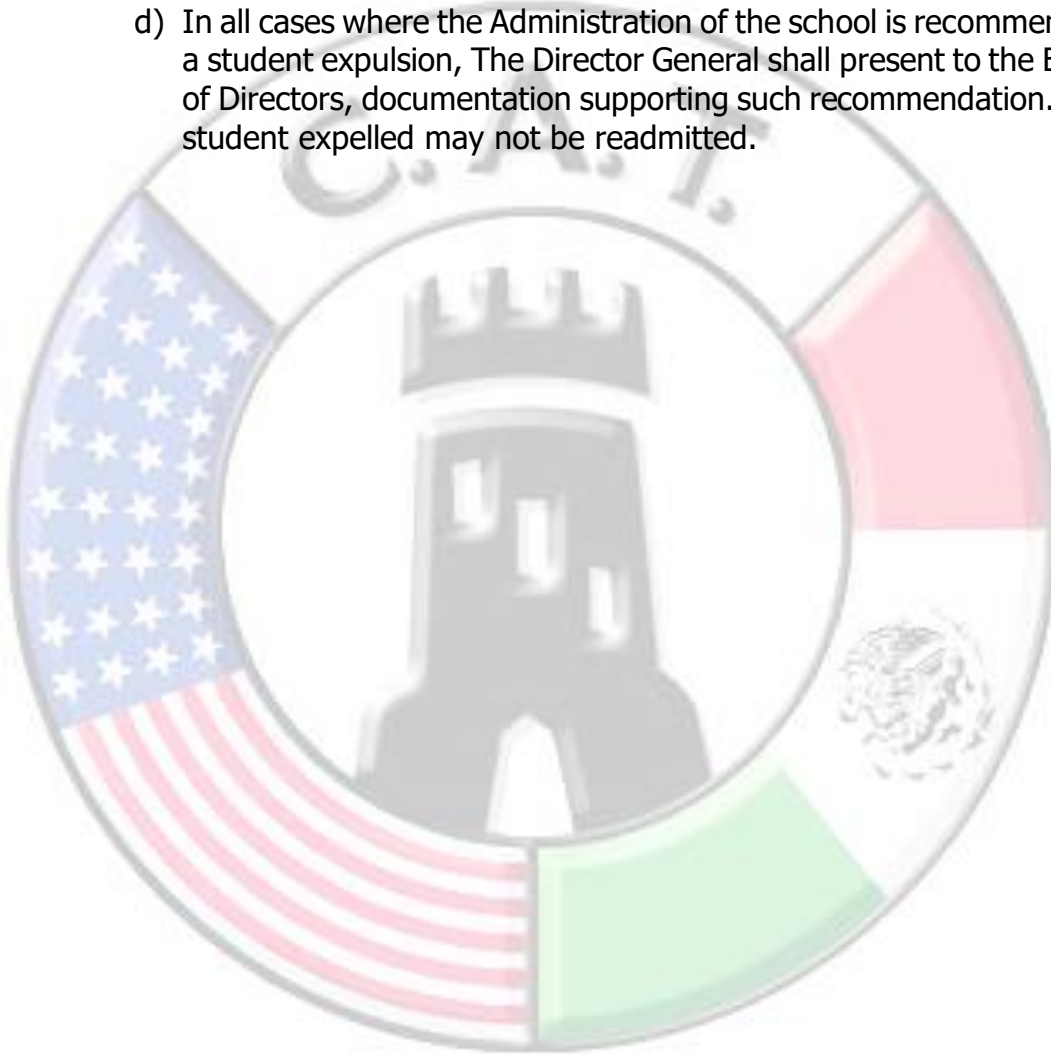 d) In all cases where the Administration of the school is recommen
a student expulsion, The Director General shall present to the
of Directors, documentation supporting such recommendation.
student expelled may not be readmitted.
C. A. T.